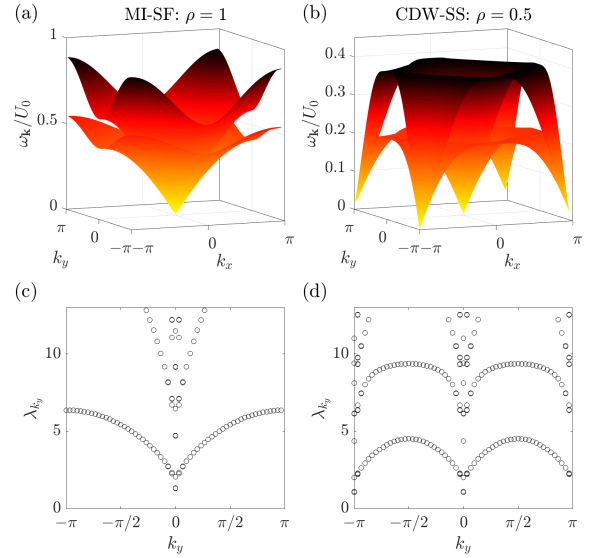 (a) MI-SF: ρ = 1
1
0.5
0
ω_k/U_0
π
0
−π
k_y
−π
0
π
k_x
(b) CDW-SS: ρ = 0.5
0.4
0.3
0.2
0.1
0
ω_k/U_0
π
0
−π
k_y
−π
0
π
k_x
(c)
10
5
0
λ_{k_y}
−π −π/2 0 π/2 π
k_y
(d)
10
5
0
λ_{k_y}
−π −π/2 0 π/2 π
k_y